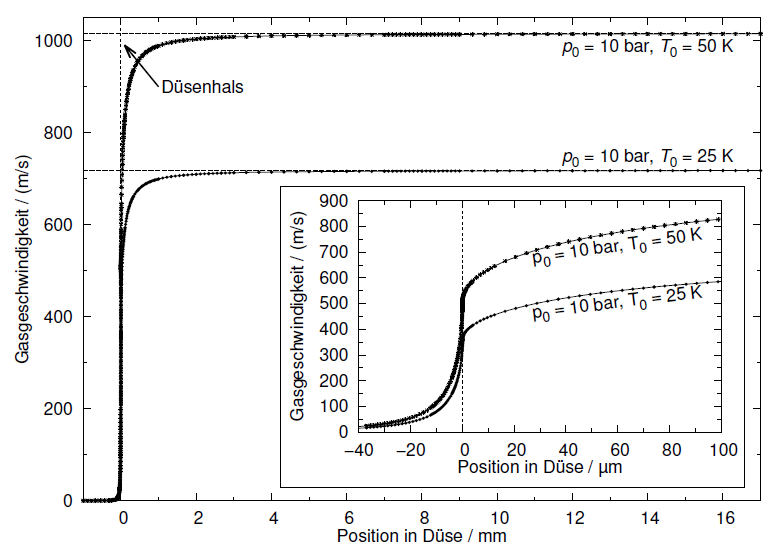 1000
800
600
400
200
0
Gasgeschwindigkeit / (m/s)
Düsenhals
p0 = 10 bar, T0 = 50 K
p0 = 10 bar, T0 = 25 K
900
800
700
600
500
400
300
200
100
0
Gasgeschwindigkeit / (m/s)
p0 = 10 bar, T0 = 50 K
p0 = 10 bar, T0 = 25 K
−40 −20 0 20 40 60 80 100
Position in Düse / µm
0 2 4 6 8 10 12 14 16
Position in Düse / mm